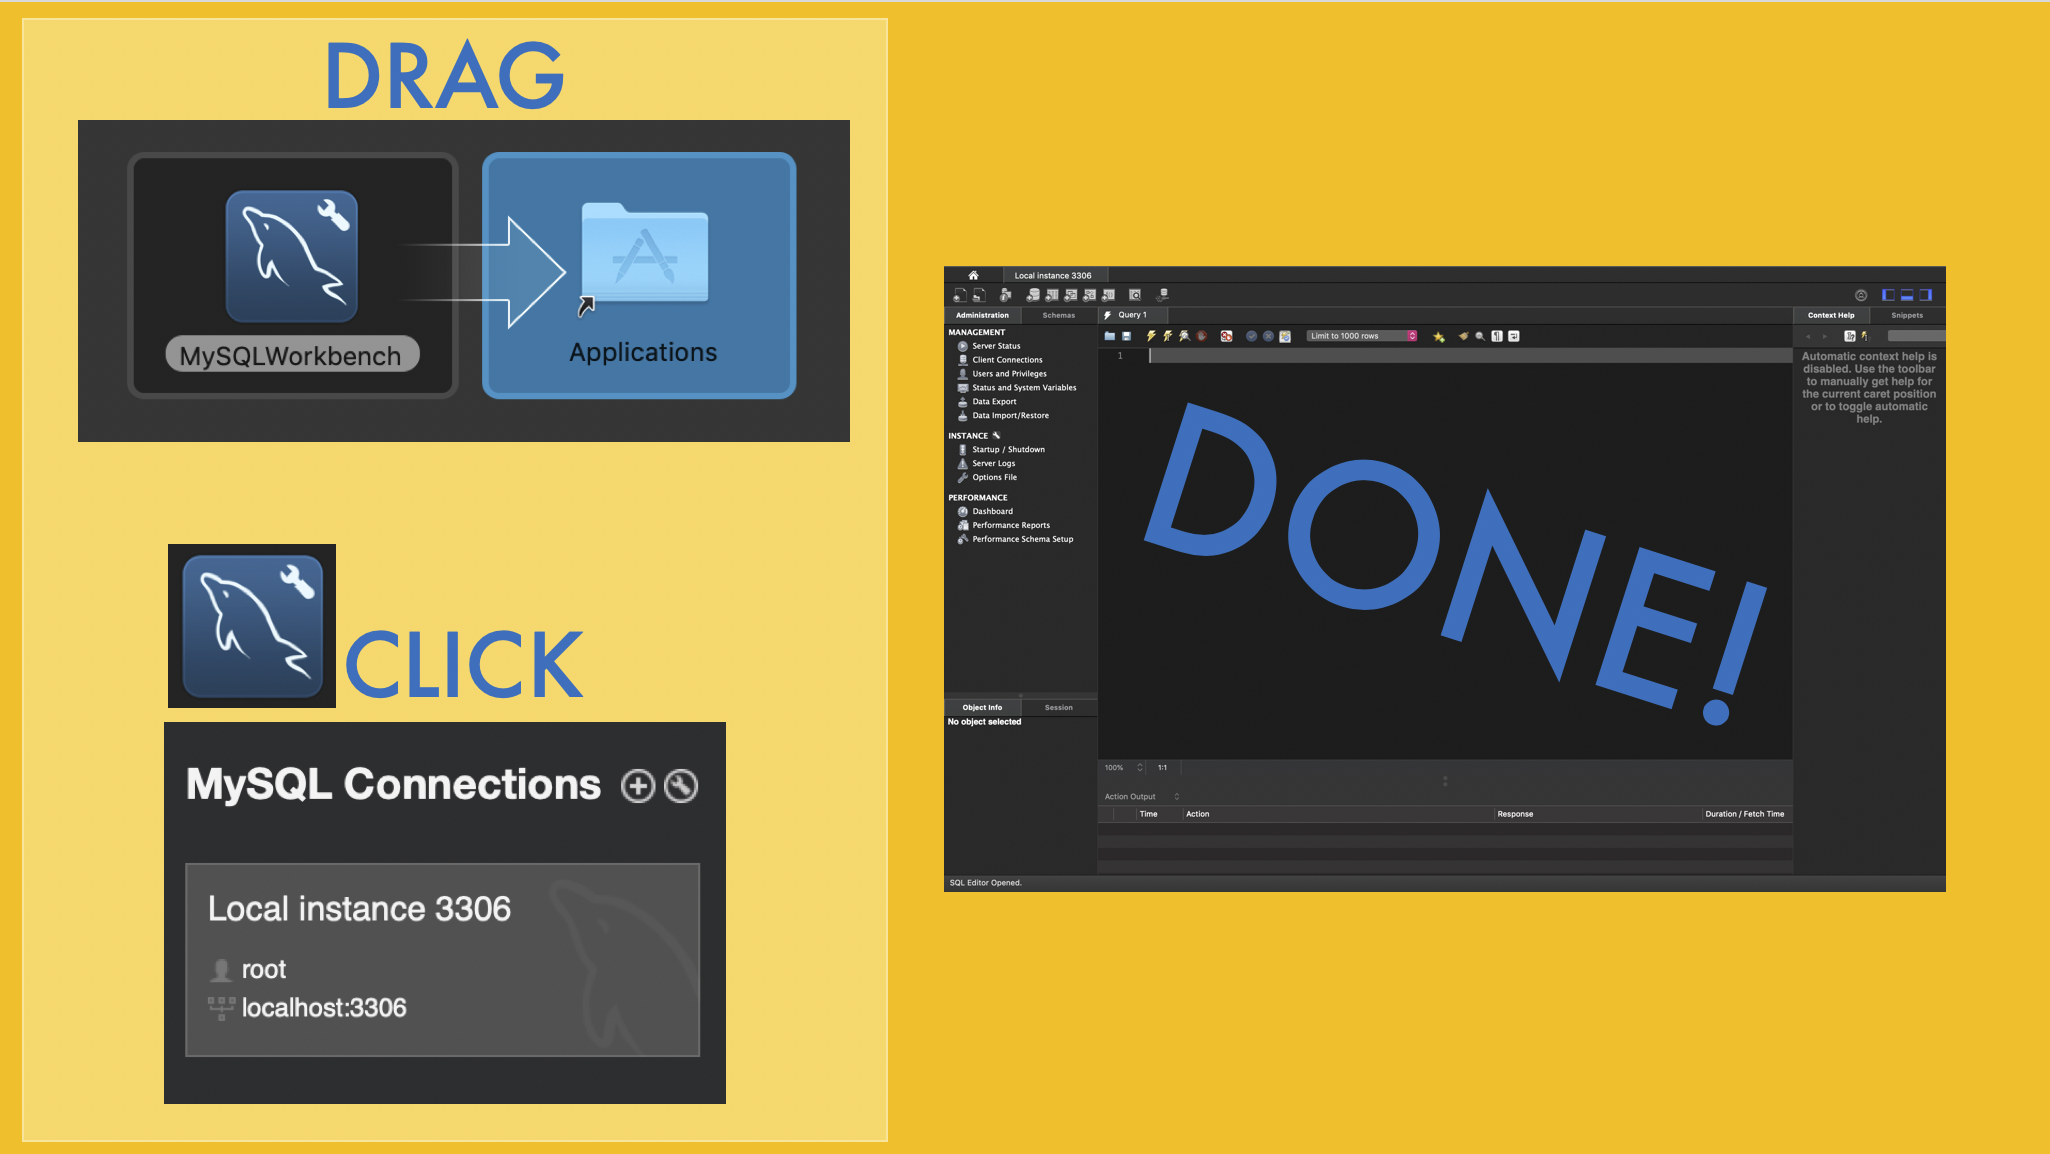 DRAG
MySQLWorkbench
Applications
CLICK
MySQL Connections
Local instance 3306
root
localhost:3306
Local instance 3306
Administration
Schemas
MANAGEMENT
Server Status
Client Connections
Users and Privileges
Status and System Variables
Data Export
Data Import/Restore
INSTANCE
Startup / Shutdown
Server Logs
Options File
PERFORMANCE
Dashboard
Performance Reports
Performance Schema Setup
Object Info
Session
No object selected
Query 1
Limit to 1000 rows
1
DONE!
100%
1:1
Action Output
Time
Action
Response
Duration / Fetch Time
Context Help
Snippets
Automatic context help is
disabled. Use the toolbar
to manually get help for
the current caret position
or to toggle automatic
help.
SQL Editor Opened.